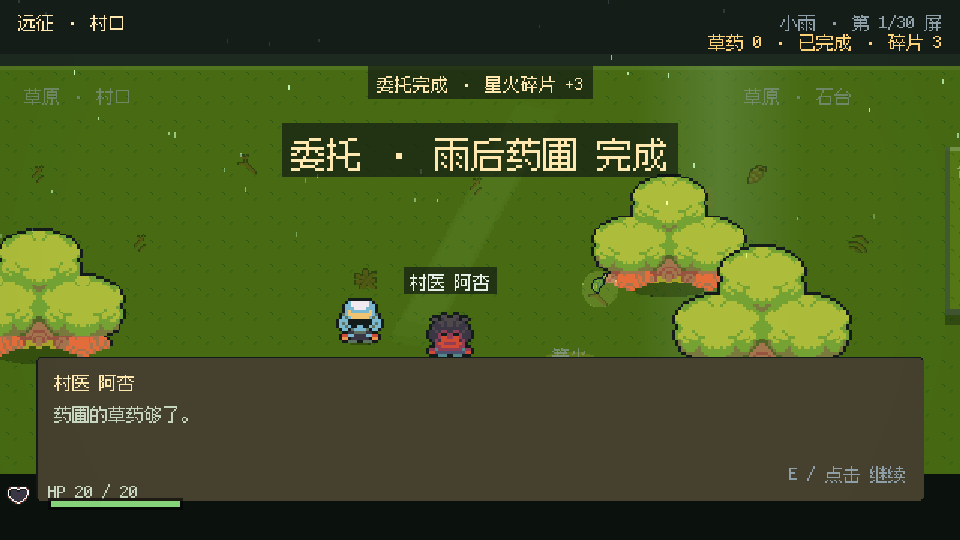 远征 · 村口
小雨 · 第 1/30 屏
草药 0 · 已完成 · 碎片 3
委托完成 · 星火碎片 +3
草原 · 村口
草原 · 石台
委托 · 雨后药圃 完成
村医 阿杏
村医 阿杏
药圃的草药够了。
E / 点击 继续
HP 20 / 20